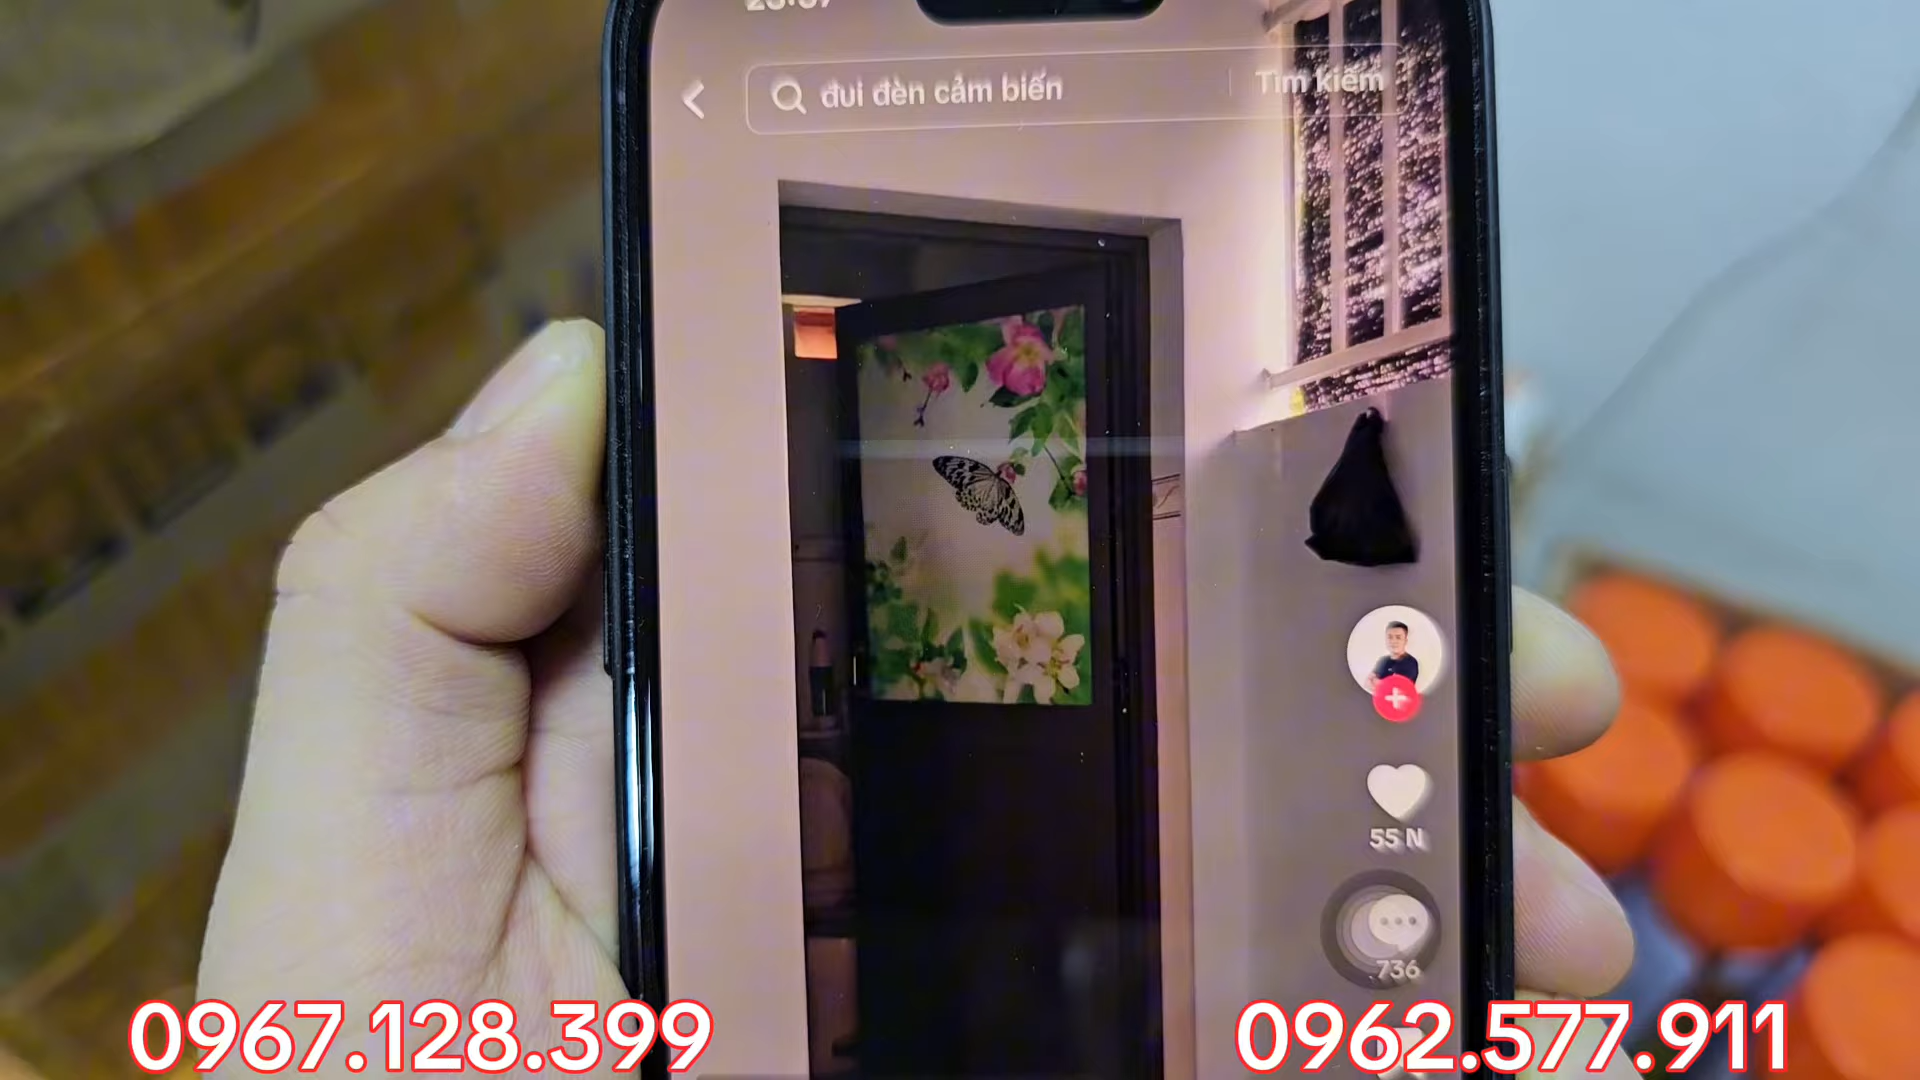 đui đèn cảm biến
Tìm kiếm
55 N
736
0967.128.399
0962.577.911